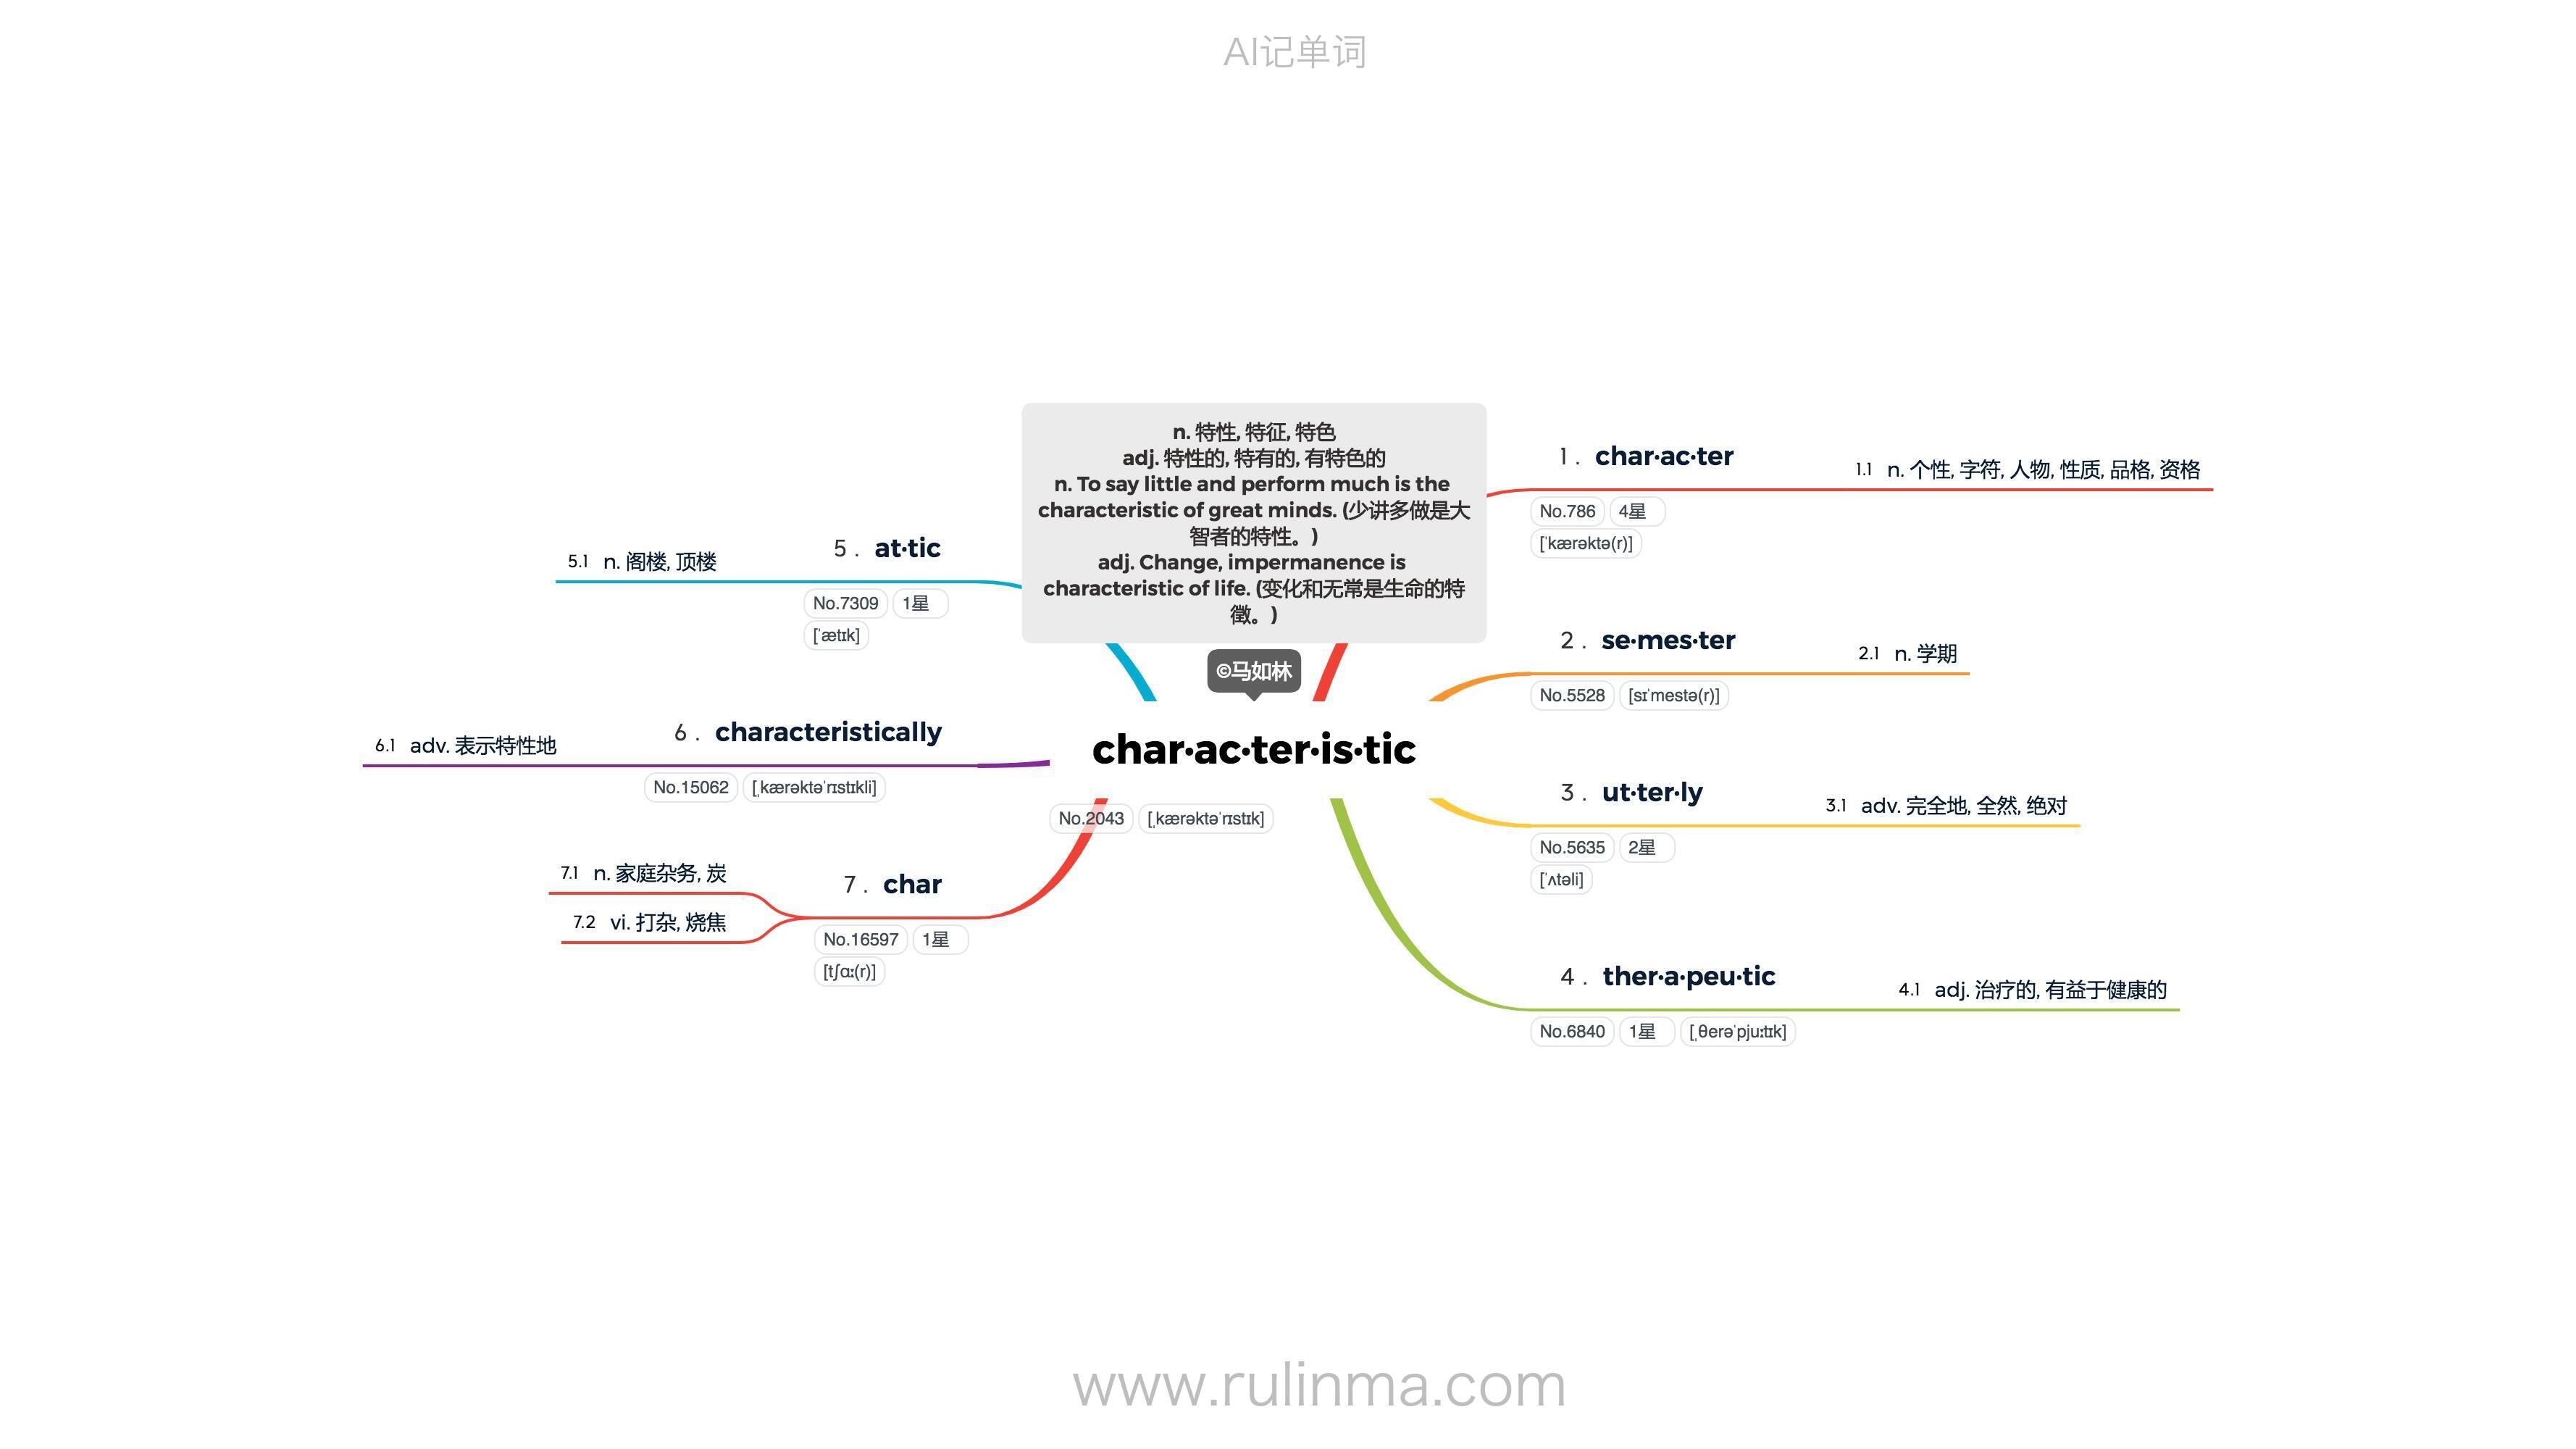 AI记单词
n. 特性, 特征, 特色
adj. 特性的, 特有的, 有特色的
n. To say little and perform much is the
characteristic of great minds. (少讲多做是大
智者的特性。)
adj. Change, impermanence is
characteristic of life. (变化和无常是生命的特
徵。)
©马如林
char·ac·ter·is·tic
No.2043 [ˌkærəktəˈrɪstɪk]
1 . char·ac·ter
1.1 n. 个性, 字符, 人物, 性质, 品格, 资格
No.786 4星
[ˈkærəktə(r)]
2 . se·mes·ter
2.1 n. 学期
No.5528 [sɪˈmestə(r)]
3 . ut·ter·ly
3.1 adv. 完全地, 全然, 绝对
No.5635 2星
[ˈʌtəli]
4 . ther·a·peu·tic
4.1 adj. 治疗的, 有益于健康的
No.6840 1星 [ˌθerəˈpjuːtɪk]
5 . at·tic
5.1 n. 阁楼, 顶楼
No.7309 1星
[ˈætɪk]
6 . characteristically
6.1 adv. 表示特性地
No.15062 [ˌkærəktəˈrɪstɪkli]
7 . char
7.1 n. 家庭杂务, 炭
7.2 vi. 打杂, 烧焦
No.16597 1星
[tʃɑː(r)]
www.rulinma.com